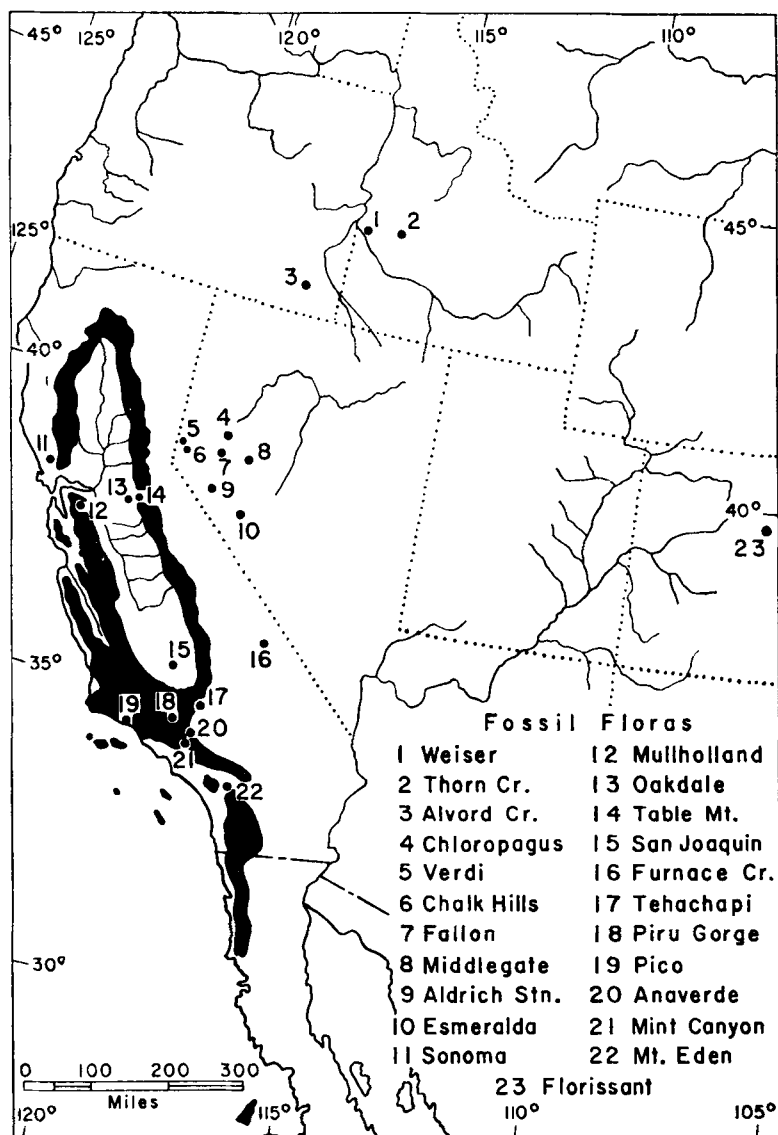 45° 125° 120° 115° 110°
125° 45°
1 2
3
40°
4
5
6
7 8
11
9
13 14
12
10
40°
23
15
16
35°
17
18
19
20
21
22
Fossil Floras
1 Weiser 12 Mullholland
2 Thorn Cr. 13 Oakdale
3 Alvord Cr. 14 Table Mt.
4 Chloropagus 15 San Joaquin
5 Verdi 16 Furnace Cr.
6 Chalk Hills 17 Tehachapi
7 Fallon 18 Piru Gorge
8 Middlegate 19 Pico
9 Aldrich Stn. 20 Anaverde
10 Esmeralda 21 Mint Canyon
11 Sonoma 22 Mt. Eden
23 Florissant
30°
0 100 200 300
Miles
120° 115° 110° 105°